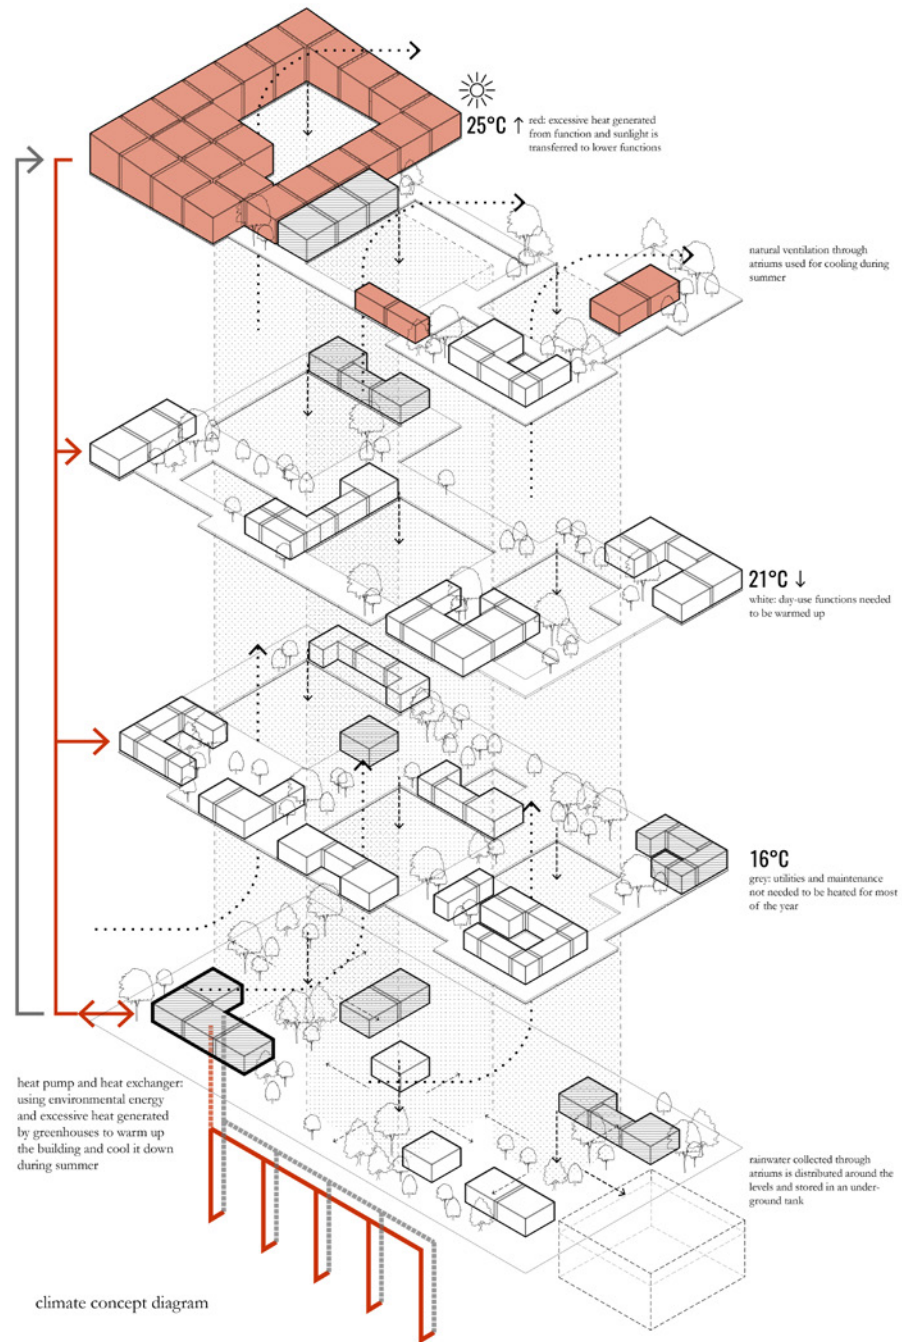 25°C ↑
red: excessive heat generated
from function and sunlight is
transferred to lower functions
natural ventilation through
atriums used for cooling during
summer
21°C ↓
white: day-use functions needed
to be warmed up
16°C
grey: utilities and maintenance
not needed to be heated for most
of the year
heat pump and heat exchanger:
using environmental energy
and excessive heat generated
by greenhouses to warm up
the building and cool it down
during summer
rainwater collected through
atriums is distributed around the
levels and stored in an under-
ground tank
climate concept diagram